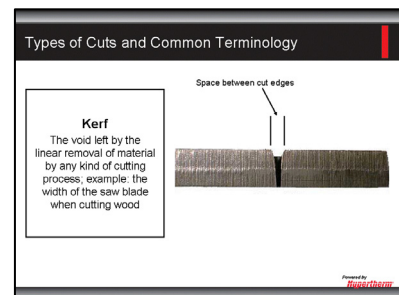 Types of Cuts and Common Terminology
Space between cut edges
Kerf
The void left by the
linear removal of material
by any kind of cutting
process; example: the
width of the saw blade
when cutting wood
Powered by
Hypertherm